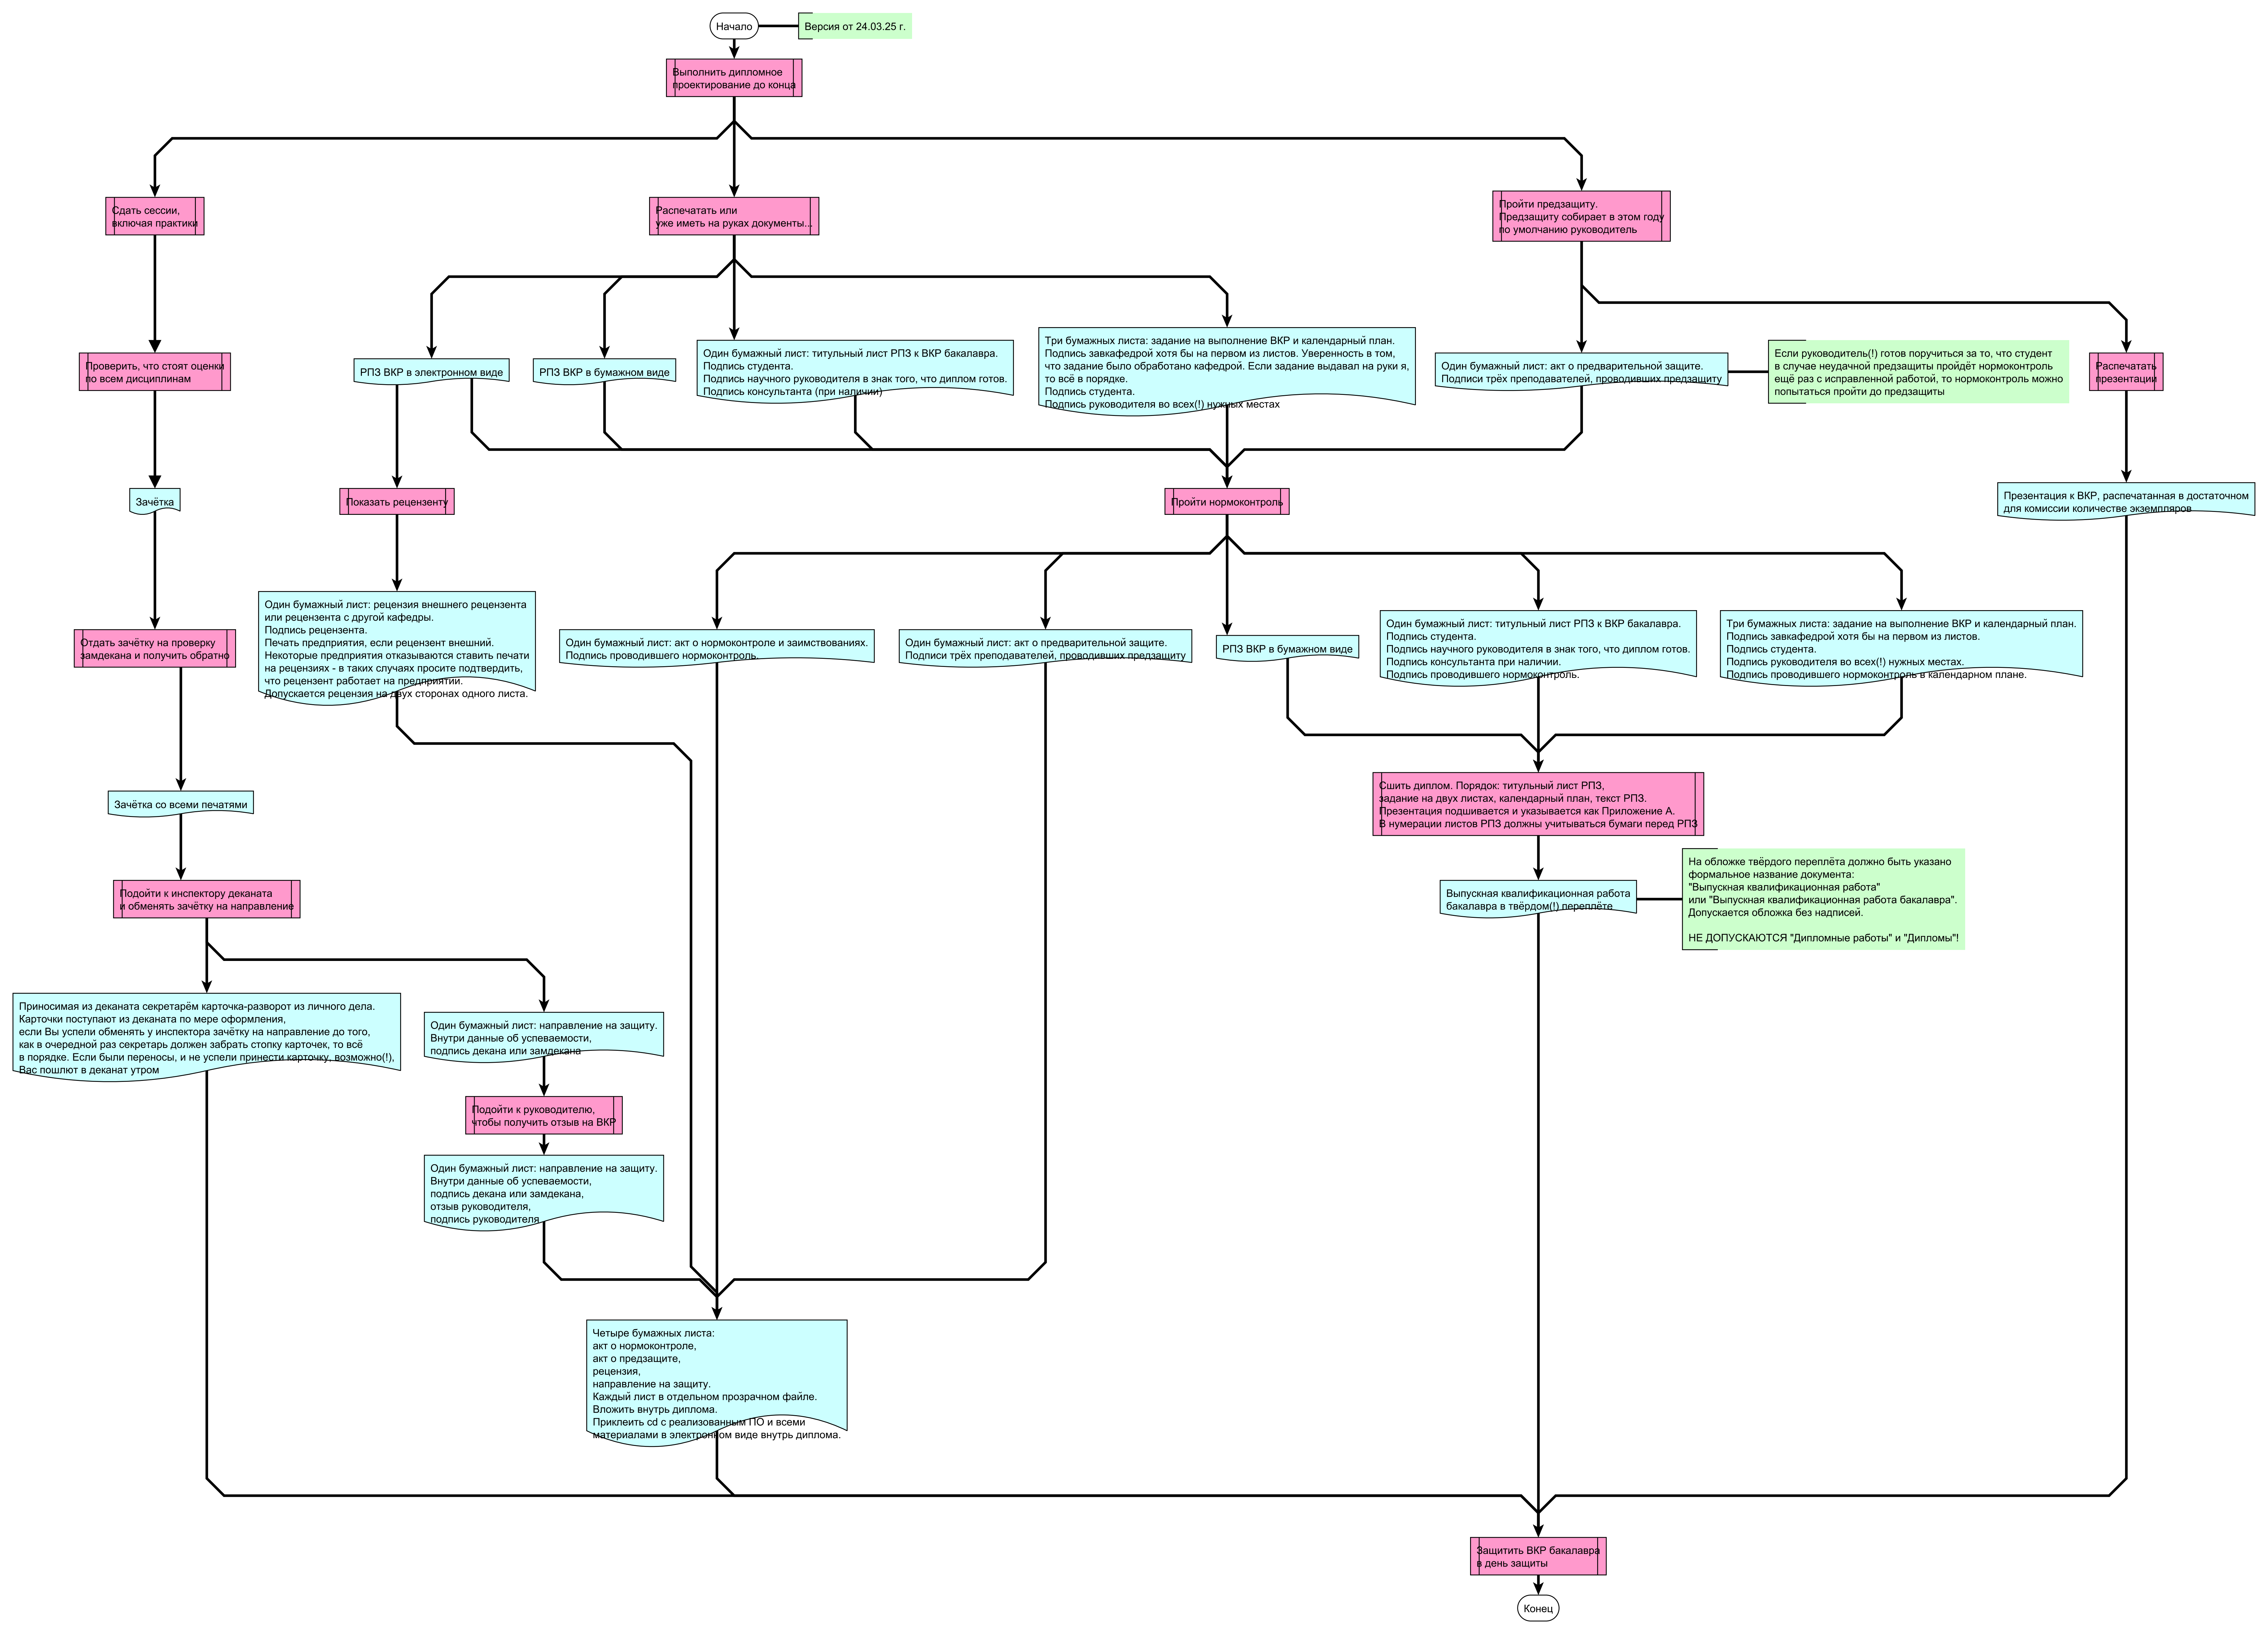 Начало
Версия от 24.03.25 г.
Выполнить дипломное
проектирование до конца
Сдать сессии,
включая практики
Распечатать или
уже иметь на руках документы...
Пройти предзащиту.
Предзащиту собирает в этом году
по умолчанию руководитель
Проверить, что стоят оценки
по всем дисциплинам
РПЗ ВКР в электронном виде
РПЗ ВКР в бумажном виде
Один бумажный лист: титульный лист РПЗ к ВКР бакалавра.
Подпись студента.
Подпись научного руководителя в знак того, что диплом готов.
Подпись консультанта (при наличии)
Три бумажных листа: задание на выполнение ВКР и календарный план.
Подпись завкафедрой хотя бы на первом из листов. Уверенность в том,
что задание было обработано кафедрой. Если задание выдавал на руки я,
то всё в порядке.
Подпись студента.
Подпись руководителя во всех(!) нужных местах
Один бумажный лист: акт о предварительной защите.
Подписи трёх преподавателей, проводивших предзащиту
Если руководитель(!) готов поручиться за то, что студент
в случае неудачной предзащиты пройдёт нормоконтроль
ещё раз с исправленной работой, то нормоконтроль можно
попытаться пройти до предзащиты
Распечатать
презентации
Зачётка
Показать рецензенту
Пройти нормоконтроль
Презентация к ВКР, распечатанная в достаточном
для комиссии количестве экземпляров
Отдать зачётку на проверку
замдекана и получить обратно
Один бумажный лист: рецензия внешнего рецензента
или рецензента с другой кафедры.
Подпись рецензента.
Печать предприятия, если рецензент внешний.
Некоторые предприятия отказываются ставить печати
на рецензиях - в таких случаях просите подтвердить,
что рецензент работает на предприятии.
Допускается рецензия на двух сторонах одного листа.
Один бумажный лист: акт о нормоконтроле и заимствованиях.
Подпись проводившего нормоконтроль.
Один бумажный лист: акт о предварительной защите.
Подписи трёх преподавателей, проводивших предзащиту
РПЗ ВКР в бумажном виде
Один бумажный лист: титульный лист РПЗ к ВКР бакалавра.
Подпись студента.
Подпись научного руководителя в знак того, что диплом готов.
Подпись консультанта при наличии.
Подпись проводившего нормоконтроль.
Три бумажных листа: задание на выполнение ВКР и календарный план.
Подпись завкафедрой хотя бы на первом из листов.
Подпись студента.
Подпись руководителя во всех(!) нужных местах.
Подпись проводившего нормоконтроль в календарном плане.
Зачётка со всеми печатями
Сшить диплом. Порядок: титульный лист РПЗ,
задание на двух листах, календарный план, текст РПЗ.
Презентация подшивается и указывается как Приложение А.
В нумерации листов РПЗ должны учитываться бумаги перед РПЗ
Подойти к инспектору деканата
и обменять зачётку на направление
Выпускная квалификационная работа
бакалавра в твёрдом(!) переплёте
На обложке твёрдого переплёта должно быть указано
формальное название документа:
"Выпускная квалификационная работа"
или "Выпускная квалификационная работа бакалавра".
Допускается обложка без надписей.
НЕ ДОПУСКАЮТСЯ "Дипломные работы" и "Дипломы"!
Приносимая из деканата секретарём карточка-разворот из личного дела.
Карточки поступают из деканата по мере оформления,
если Вы успели обменять у инспектора зачётку на направление до того,
как в очередной раз секретарь должен забрать стопку карточек, то всё
в порядке. Если были переносы, и не успели принести карточку, возможно(!),
Вас пошлют в деканат утром
Один бумажный лист: направление на защиту.
Внутри данные об успеваемости,
подпись декана или замдекана
Подойти к руководителю,
чтобы получить отзыв на ВКР
Один бумажный лист: направление на защиту.
Внутри данные об успеваемости,
подпись декана или замдекана,
отзыв руководителя,
подпись руководителя
Четыре бумажных листа:
акт о нормоконтроле,
акт о предзащите,
рецензия,
направление на защиту.
Каждый лист в отдельном прозрачном файле.
Вложить внутрь диплома.
Приклеить cd с реализованным ПО и всеми
материалами в электронном виде внутрь диплома.
Защитить ВКР бакалавра
в день защиты
Конец